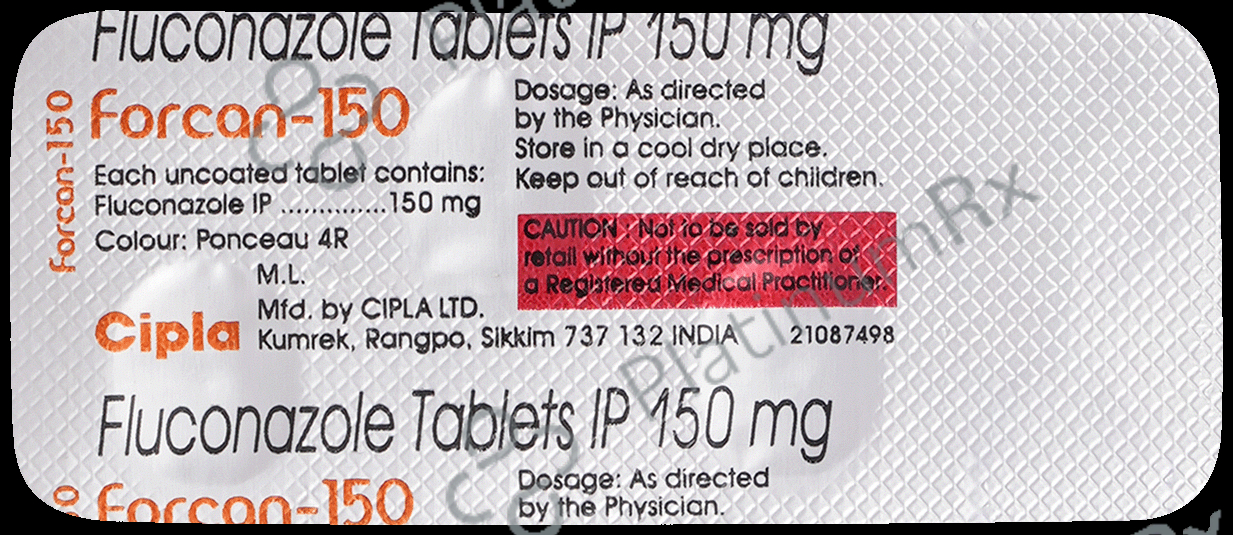 Fluconazole Tablets IP 150 mg
forcan-150
forcan-150
Each uncoated tablet contains:
Fluconazole IP ..............150 mg
Colour: Ponceau 4R
M.L.
Mfd. by CIPLA LTD.
Cipla
Kumrek, Rangpo, Sikkim 737 132 INDIA 21087498
Dosage: As directed
by the Physician.
Store in a cool dry place.
Keep out of reach of children.
CAUTION : Not to be sold by
retail without the prescription of
a Registered Medical Practitioner.
Fluconazole Tablets IP 150 mg
forcan-150
Dosage: As directed
by the Physician.
PlatinumRx